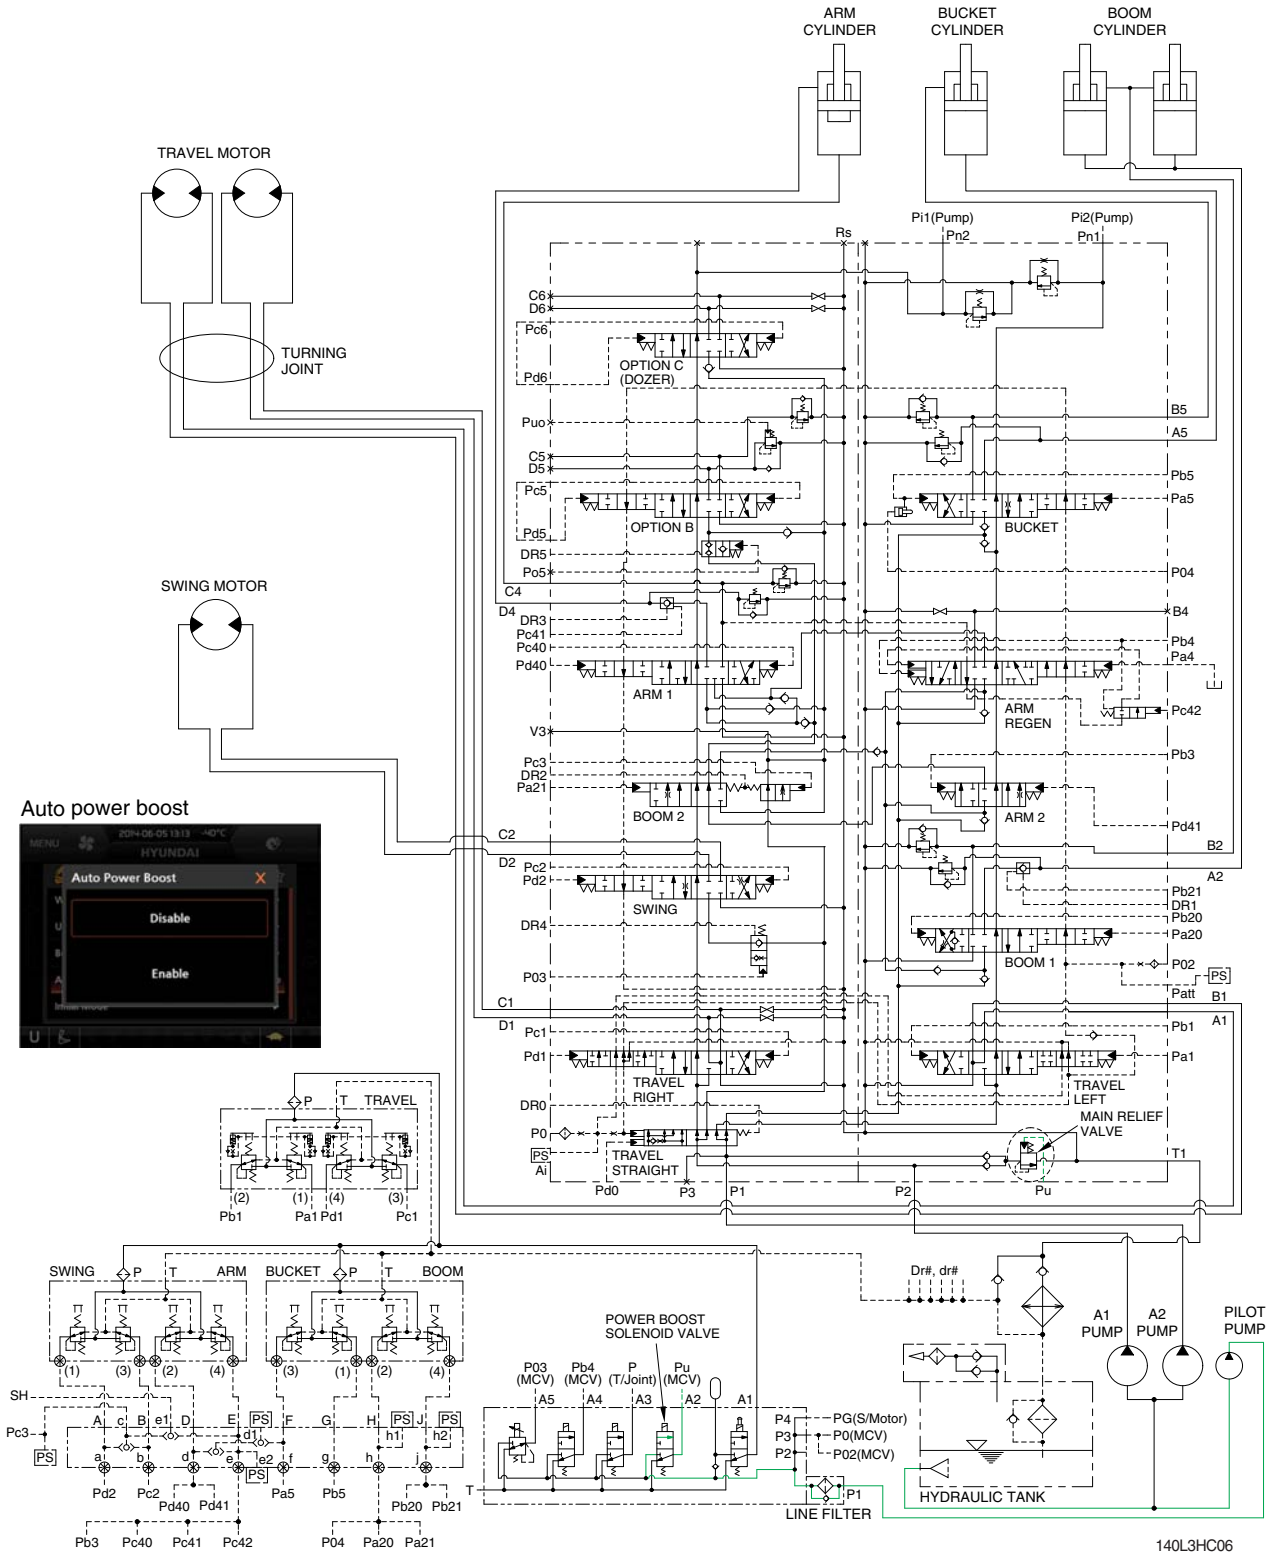 ARM
CYLINDER
BUCKET
CYLINDER
BOOM
CYLINDER
TRAVEL MOTOR
TURNING
JOINT
SWING MOTOR
Pi1(Pump)
Pn2
Pi2(Pump)
Pn1
Rs
C6
D6
Pc6
Pd6
OPTION C
(DOZER)
Puo
C5
D5
Pc5
Pd5
OPTION B
DR5
Po5
C4
D4
DR3
Pc41
Pc40
Pd40
ARM 1
V3
Pc3
DR2
Pa21
BOOM 2
C2
D2
Pc2
Pd2
SWING
DR4
P03
C1
D1
Pc1
Pd1
TRAVEL
RIGHT
DR0
P0
PS
Ai
TRAVEL
STRAIGHT
Pd0
P3
P1
P2
Pu
B5
A5
Pb5
Pa5
BUCKET
P04
B4
Pb4
Pa4
ARM
REGEN
Pc42
Pb3
ARM 2
Pd41
B2
A2
Pb21
DR1
Pb20
Pa20
BOOM 1
P02
PS
Patt
B1
A1
Pb1
Pa1
TRAVEL
LEFT
MAIN RELIEF
VALVE
T1
Auto power boost
2014-06-05 13:13 -40°C
MENU
HYUNDAI
Auto Power Boost X
Disable
Enable
Initial Mode
U
P T TRAVEL
(2) (1) (4) (3)
Pb1 Pa1 Pd1 Pc1
SWING P T ARM
BUCKET P T BOOM
(1) (3) (2) (4)
(3) (1) (2) (4)
SH
Pc3
PS
A c B e1 D E PS F G H PS J PS
d1 h1 h2
a b d e PS e2 f g h j
Pd2 Pc2 Pd40 Pd41 Pa5 Pb5 Pb20 Pb21
Pb3 Pc40 Pc41 Pc42 P04 Pa20 Pa21
POWER BOOST
SOLENOID VALVE
P03
(MCV)
Pb4
(MCV)
P
(T/Joint)
Pu
(MCV)
A5 A4 A3 A2 A1
T
P4 PG(S/Motor)
P3 P0(MCV)
P2 P02(MCV)
P1
LINE FILTER
Dr#, dr#
A1
PUMP
A2
PUMP
PILOT
PUMP
HYDRAULIC TANK
140L3HC06